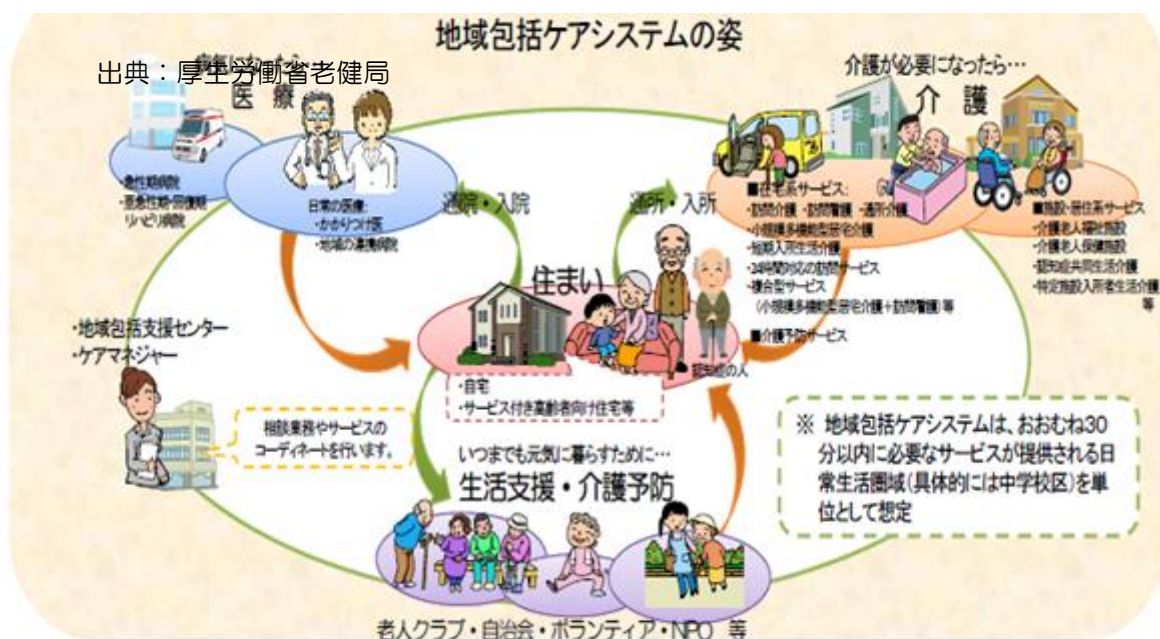 地域包括ケアシステムの姿
出典：厚生労働省老健局
病気になったら…
医 療
・急性期病院
・亜急性期・回復期
リハビリ病院
日常の医療:
・かかりつけ医
・地域の連携病院
通院・入院
通所・入所
介護が必要になったら…
介 護
■在宅系サービス:
・訪問介護 ・訪問看護 ・通所介護
・小規模多機能型居宅介護
・短期入所生活介護
・24時間対応の訪問サービス
・複合型サービス
(小規模多機能型居宅介護＋訪問看護)等
■介護予防サービス
■施設・居住系サービス
・介護老人福祉施設
・介護老人保健施設
・認知症共同生活介護
・特定施設入所者生活介護
等
住まい
認知症の人
・自宅
・サービス付き高齢者向け住宅等
・地域包括支援センター
・ケアマネジャー
相談業務やサービスの
コーディネートを行います。
いつまでも元気に暮らすために…
生活支援・介護予防
老人クラブ・自治会・ボランティア・NPO 等
※ 地域包括ケアシステムは、おおむね30
分以内に必要なサービスが提供される日
常生活圏域(具体的には中学校区)を単
位として想定